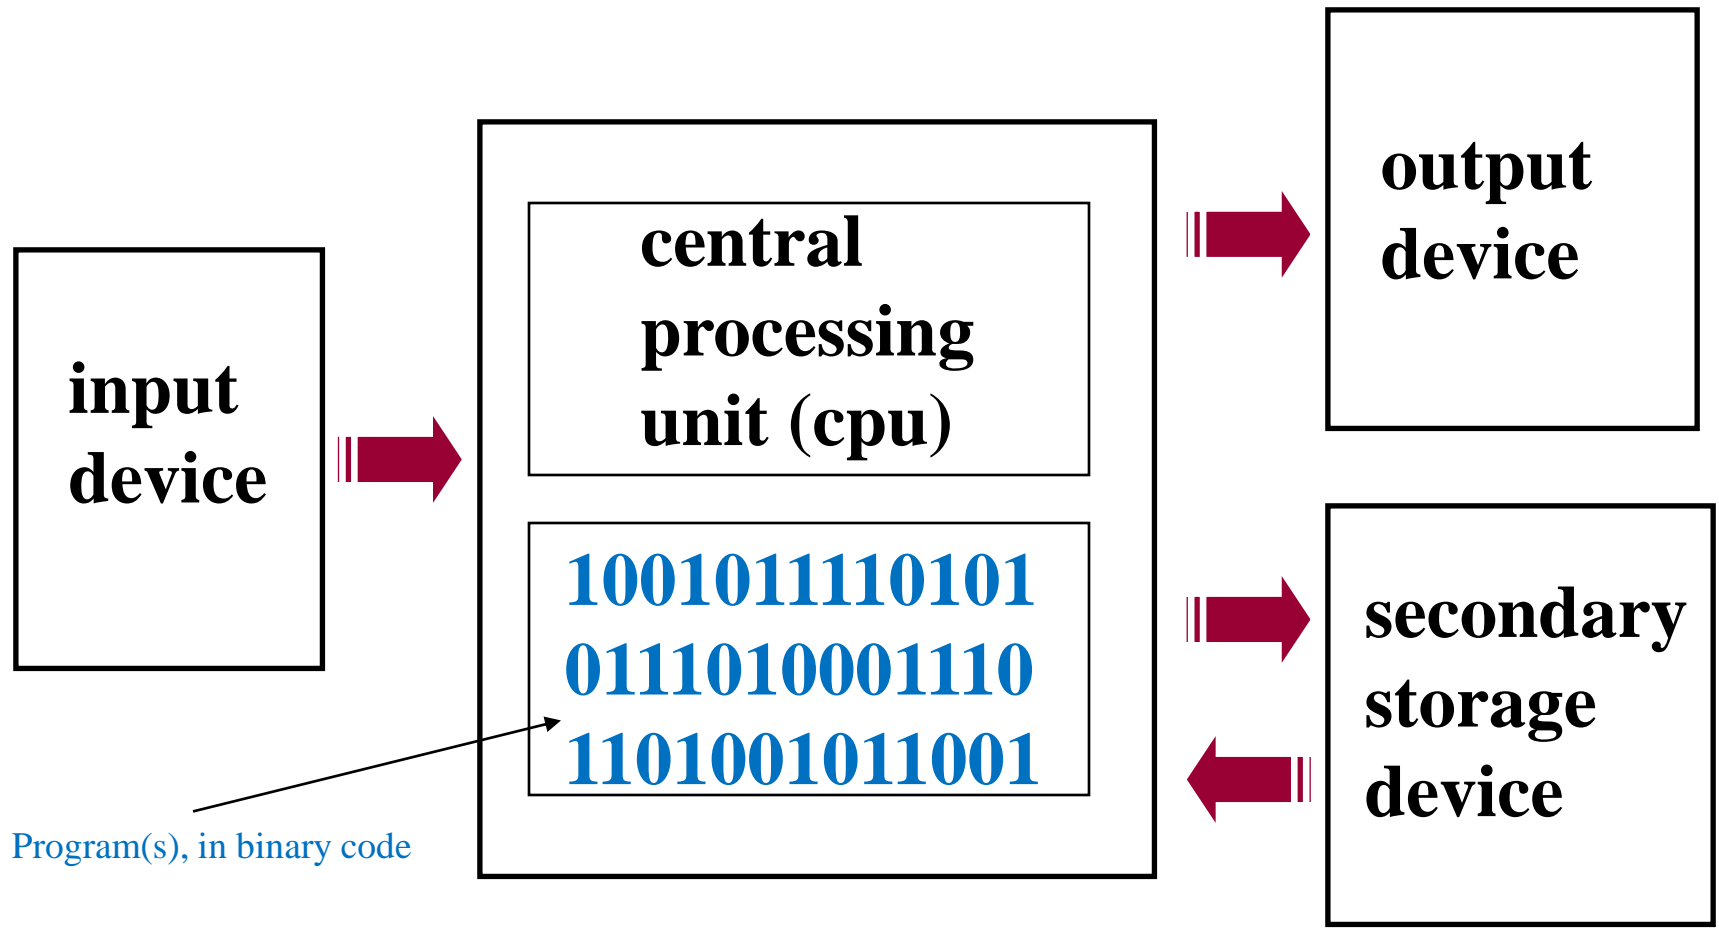 input
device
central
processing
unit (cpu)
1001011110101
0111010001110
1101001011001
Program(s), in binary code
output
device
secondary
storage
device